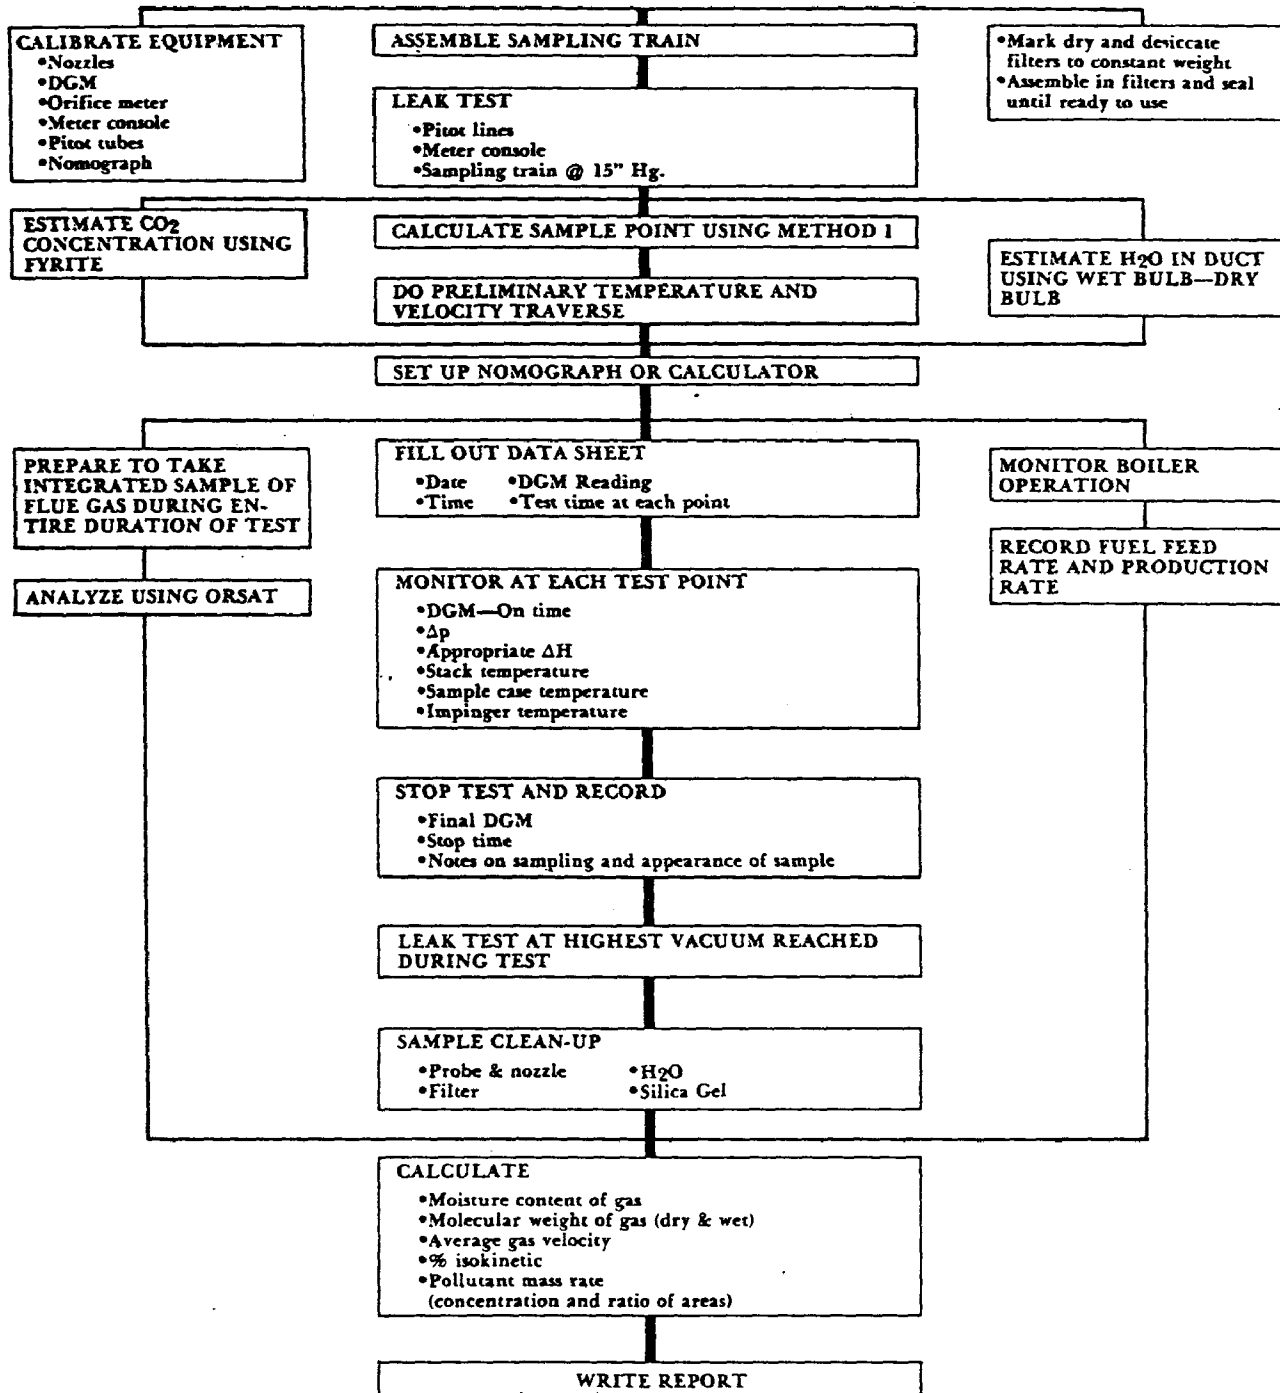 CALIBRATE EQUIPMENT
•Nozzles
•DGM
•Orifice meter
•Meter console
•Pitot tubes
•Nomograph
ASSEMBLE SAMPLING TRAIN
LEAK TEST
•Pitot lines
•Meter console
•Sampling train @ 15" Hg.
•Mark dry and desiccate
filters to constant weight
•Assemble in filters and seal
until ready to use
ESTIMATE CO2
CONCENTRATION USING
FYRITE
CALCULATE SAMPLE POINT USING METHOD 1
DO PRELIMINARY TEMPERATURE AND
VELOCITY TRAVERSE
ESTIMATE H2O IN DUCT
USING WET BULB—DRY
BULB
SET UP NOMOGRAPH OR CALCULATOR
PREPARE TO TAKE
INTEGRATED SAMPLE OF
FLUE GAS DURING EN-
TIRE DURATION OF TEST
ANALYZE USING ORSAT
FILL OUT DATA SHEET
•Date •DGM Reading
•Time •Test time at each point
MONITOR BOILER
OPERATION
RECORD FUEL FEED
RATE AND PRODUCTION
RATE
MONITOR AT EACH TEST POINT
•DGM—On time
•Δp
•Appropriate ΔH
•Stack temperature
•Sample case temperature
•Impinger temperature
STOP TEST AND RECORD
•Final DGM
•Stop time
•Notes on sampling and appearance of sample
LEAK TEST AT HIGHEST VACUUM REACHED
DURING TEST
SAMPLE CLEAN-UP
•Probe & nozzle •H2O
•Filter •Silica Gel
CALCULATE
•Moisture content of gas
•Molecular weight of gas (dry & wet)
•Average gas velocity
•% isokinetic
•Pollutant mass rate
(concentration and ratio of areas)
WRITE REPORT